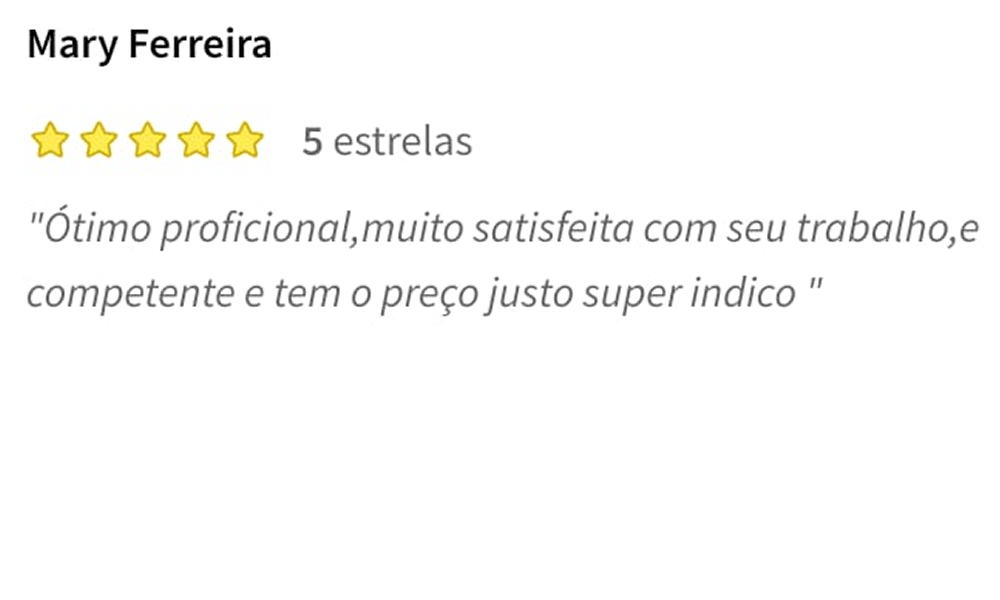 Mary Ferreira
5 estrelas
"Ótimo proficional,muito satisfeita com seu trabalho,e
competente e tem o preço justo super indico "